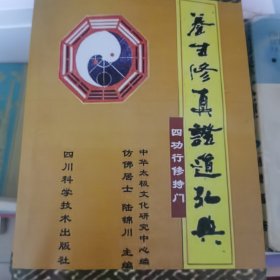 養生修真證道弘典
四功行修持门
中华太极文化研究中心编
仿佛居士 陆锦川 主编
四川科学技术出版社